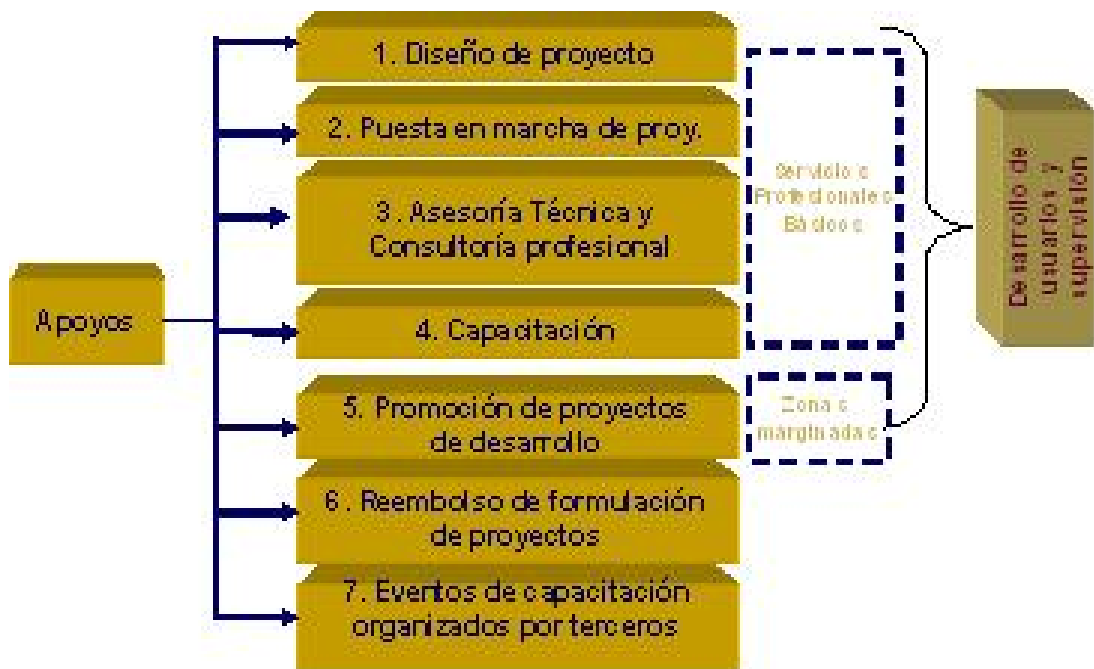 Apoyos
1. Diseño de proyecto
2. Puesta en marcha de proy.
3. Asesoría Técnica y
Consultoría profesional
4. Capacitación
5. Promoción de proyectos
de desarrollo
6. Reembolso de formulación
de proyectos
7. Eventos de capacitación
organizados por terceros
Servicios
Profesionales
Básicos
Zonas
marginadas
Desarrollo de
usuarios y
supervisión